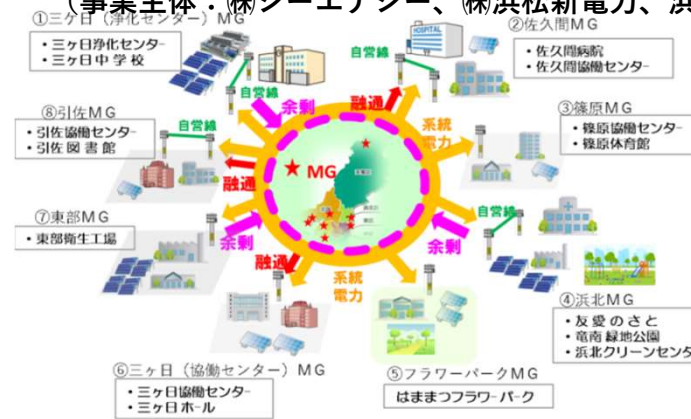 (事業主体:㈱シーエナジー、㈱浜松新電力、浜
①三ケ日(浄化センター)MG
・三ヶ日浄化センター
・三ヶ日中学校
HOSPITAL
②佐久間MG
・佐久間病院
・佐久間協働センター
自営線
自営線
余剰
融通
系統
電力
③篠原MG
・篠原協働センター
・篠原体育館
⑧引佐MG
・引佐協働センター
・引佐図書館
自営線
融通
MG
⑦東部MG
・東部衛生工場
余剰
自営線
余剰
融通
系統
電力
④浜北MG
・友愛のさと
・竜南緑地公園
・浜北クリーンセンタ
⑥三ヶ日(協働センター)MG
・三ヶ日協働センター
・三ヶ日ホール
⑤フラワーパークMG
はままつフラワーパーク